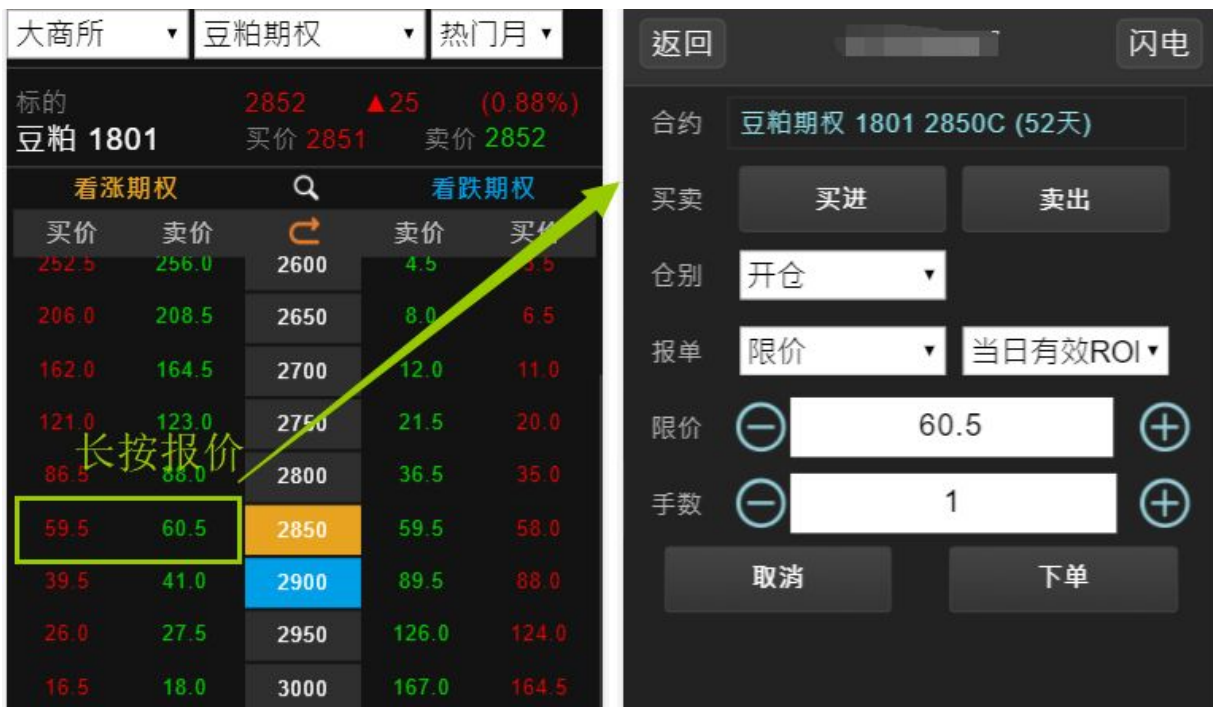 大商所 豆粕期权 热门月
标的 2852 ▲25 (0.88%)
豆粕 1801 买价 2851 卖价 2852
看涨期权 看跌期权
买价 卖价 卖价 买价
252.5 256.0 2600 4.5 3.5
206.0 208.5 2650 8.0 6.5
162.0 164.5 2700 12.0 11.0
121.0 123.0 2750 21.5 20.0
长按报价
86.5 88.0 2800 36.5 35.0
59.5 60.5 2850 59.5 58.0
39.5 41.0 2900 89.5 88.0
26.0 27.5 2950 126.0 124.0
16.5 18.0 3000 167.0 164.5
返回 闪电
合约 豆粕期权 1801 2850C (52天)
买卖 买进 卖出
仓别 开仓
报单 限价 当日有效ROI
限价 60.5
手数 1
取消 下单